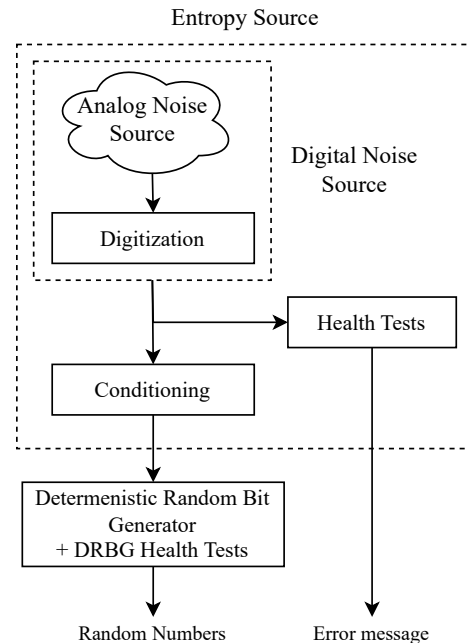 Entropy Source
Analog Noise
Source
Digital Noise
Source
Digitization
Health Tests
Conditioning
Determenistic Random Bit
Generator
+ DRBG Health Tests
Random Numbers
Error message